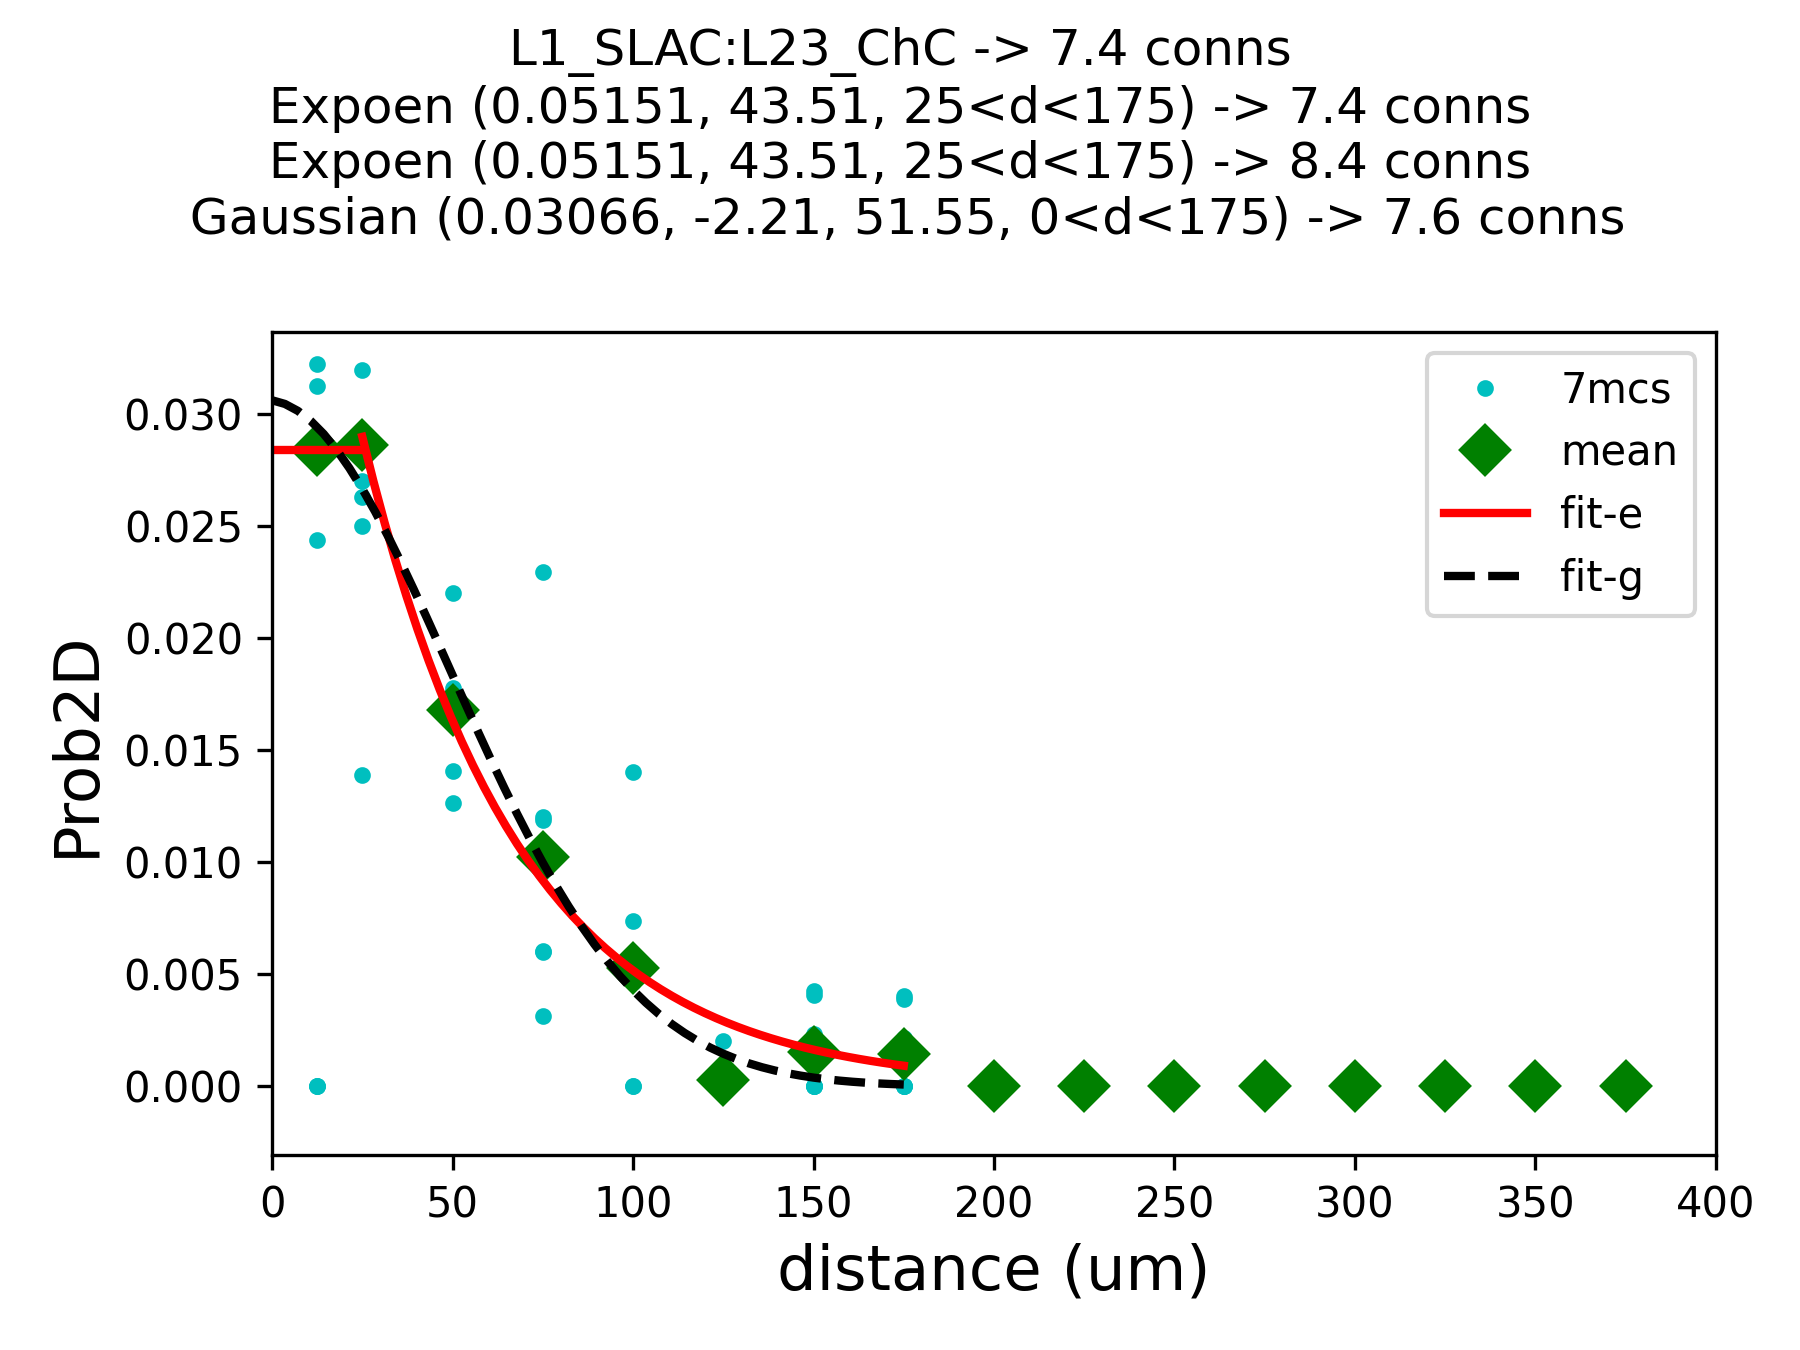 L1_SLAC:L23_ChC -> 7.4 conns
Expoen (0.05151, 43.51, 25<d<175) -> 7.4 conns
Expoen (0.05151, 43.51, 25<d<175) -> 8.4 conns
Gaussian (0.03066, -2.21, 51.55, 0<d<175) -> 7.6 conns
7mcs
mean
fit-e
fit-g
0.030
0.025
0.020
0.015
0.010
0.005
0.000
Prob2D
0 50 100 150 200 250 300 350 400
distance (um)